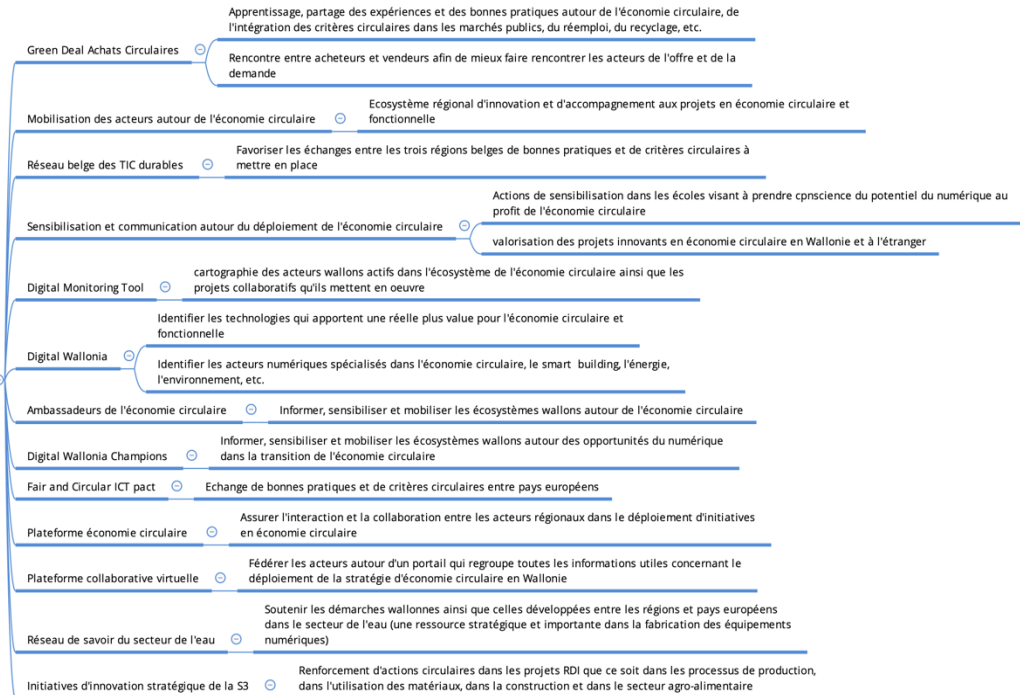 Green Deal Achats Circulaires
Apprentissage, partage des expériences et des bonnes pratiques autour de l'économie circulaire, de
l'intégration des critères circulaires dans les marchés publics, du réemploi, du recyclage, etc.
Rencontre entre acheteurs et vendeurs afin de mieux faire rencontrer les acteurs de l'offre et de la
demande
Mobilisation des acteurs autour de l'économie circulaire
Ecosystème régional d'innovation et d'accompagnement aux projets en économie circulaire et
fonctionnelle
Réseau belge des TIC durables
Favoriser les échanges entre les trois régions belges de bonnes pratiques et de critères circulaires à
mettre en place
Sensibilisation et communication autour du déploiement de l'économie circulaire
Actions de sensibilisation dans les écoles visant à prendre cpnscience du potentiel du numérique au
profit de l'économie circulaire
valorisation des projets innovants en économie circulaire en Wallonie et à l'étranger
Digital Monitoring Tool
cartographie des acteurs wallons actifs dans l'écosystème de l'économie circulaire ainsi que les
projets collaboratifs qu'ils mettent en oeuvre
Digital Wallonia
Identifier les technologies qui apportent une réelle plus value pour l'économie circulaire et
fonctionnelle
Identifier les acteurs numériques spécialisés dans l'économie circulaire, le smart building, l'énergie,
l'environnement, etc.
Ambassadeurs de l'économie circulaire
Informer, sensibiliser et mobiliser les écosystèmes wallons autour de l'économie circulaire
Digital Wallonia Champions
Informer, sensibiliser et mobiliser les écosystèmes wallons autour des opportunités du numérique
dans la transition de l'économie circulaire
Fair and Circular ICT pact
Echange de bonnes pratiques et de critères circulaires entre pays européens
Plateforme économie circulaire
Assurer l'interaction et la collaboration entre les acteurs régionaux dans le déploiement d'initiatives
en économie circulaire
Plateforme collaborative virtuelle
Fédérer les acteurs autour d'un portail qui regroupe toutes les informations utiles concernant le
déploiement de la stratégie d'économie circulaire en Wallonie
Réseau de savoir du secteur de l'eau
Soutenir les démarches wallonnes ainsi que celles développées entre les régions et pays européens
dans le secteur de l'eau (une ressource stratégique et importante dans la fabrication des équipements
numériques)
Initiatives d'innovation stratégique de la S3
Renforcement d'actions circulaires dans les projets RDI que ce soit dans les processus de production,
dans l'utilisation des matériaux, dans la construction et dans le secteur agro-alimentaire